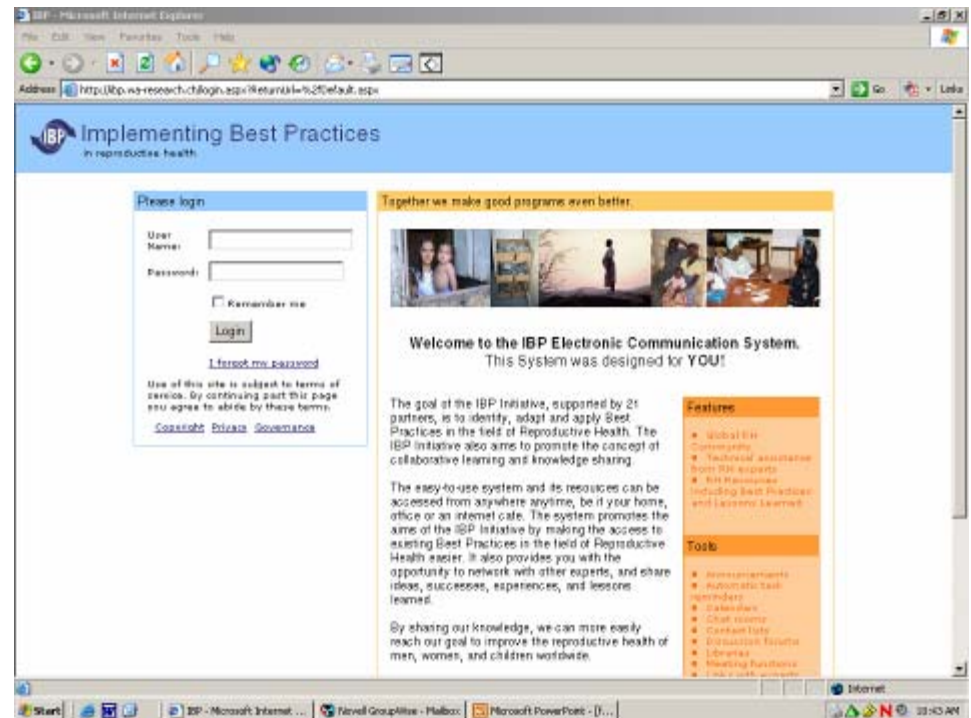 IBP - Microsoft Internet Explorer
File Edit View Favorites Tools Help
Address http://ibp.wa-research.ch/login.aspx?ReturnUrl=%2fDefault.aspx Go Links
IBP Implementing Best Practices
in reproductive health
Please login
User
Name:
Password:
Remember me
Login
I forgot my password
Use of this site is subject to terms of
service. By continuing past this page
you agree to abide by these terms.
Copyright Privacy Governance
Together we make good programs even better.
Welcome to the IBP Electronic Communication System.
This System was designed for YOU!
The goal of the IBP Initiative, supported by 21
partners, is to identify, adapt and apply Best
Practices in the field of Reproductive Health. The
IBP Initiative also aims to promote the concept of
collaborative learning and knowledge sharing.
The easy-to-use system and its resources can be
accessed from anywhere anytime, be it your home,
office or an internet cafe. The system promotes the
aims of the IBP Initiative by making the access to
existing Best Practices in the field of Reproductive
Health easier. It also provides you with the
opportunity to network with other experts, and share
ideas, successes, experiences, and lessons
learned.
By sharing our knowledge, we can more easily
reach our goal to improve the reproductive health of
men, women, and children worldwide.
Features
Global RH
Community
Technical assistance
from RH experts
RH Resources
including Best Practices
and Lessons Learned
Tools
Announcements
Automatic task
reminders
Calendars
Chat rooms
Contact lists
Discussion forums
Libraries
Meeting functions
Links with experts
Internet
Start IBP - Microsoft Internet ... Novell GroupWise - Mailbox Microsoft PowerPoint - [ 10:43 AM